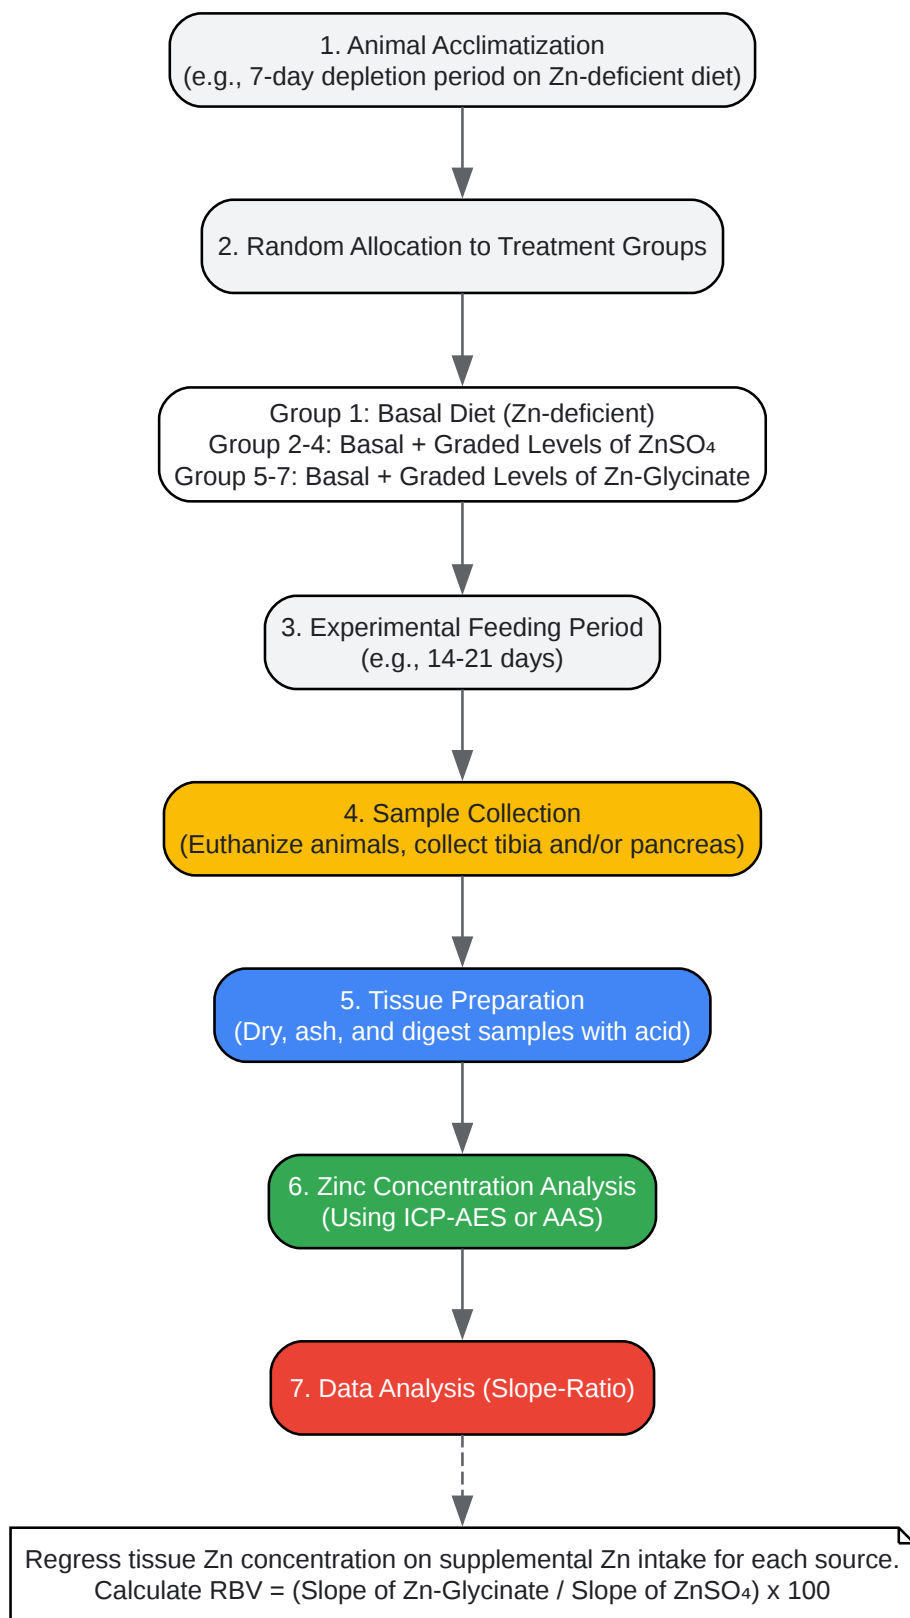 1. Animal Acclimatization
(e.g., 7-day depletion period on Zn-deficient diet)
2. Random Allocation to Treatment Groups
Group 1: Basal Diet (Zn-deficient)
Group 2-4: Basal + Graded Levels of ZnSO₄
Group 5-7: Basal + Graded Levels of Zn-Glycinate
3. Experimental Feeding Period
(e.g., 14-21 days)
4. Sample Collection
(Euthanize animals, collect tibia and/or pancreas)
5. Tissue Preparation
(Dry, ash, and digest samples with acid)
6. Zinc Concentration Analysis
(Using ICP-AES or AAS)
7. Data Analysis (Slope-Ratio)
Regress tissue Zn concentration on supplemental Zn intake for each source.
Calculate RBV = (Slope of Zn-Glycinate / Slope of ZnSO₄) x 100